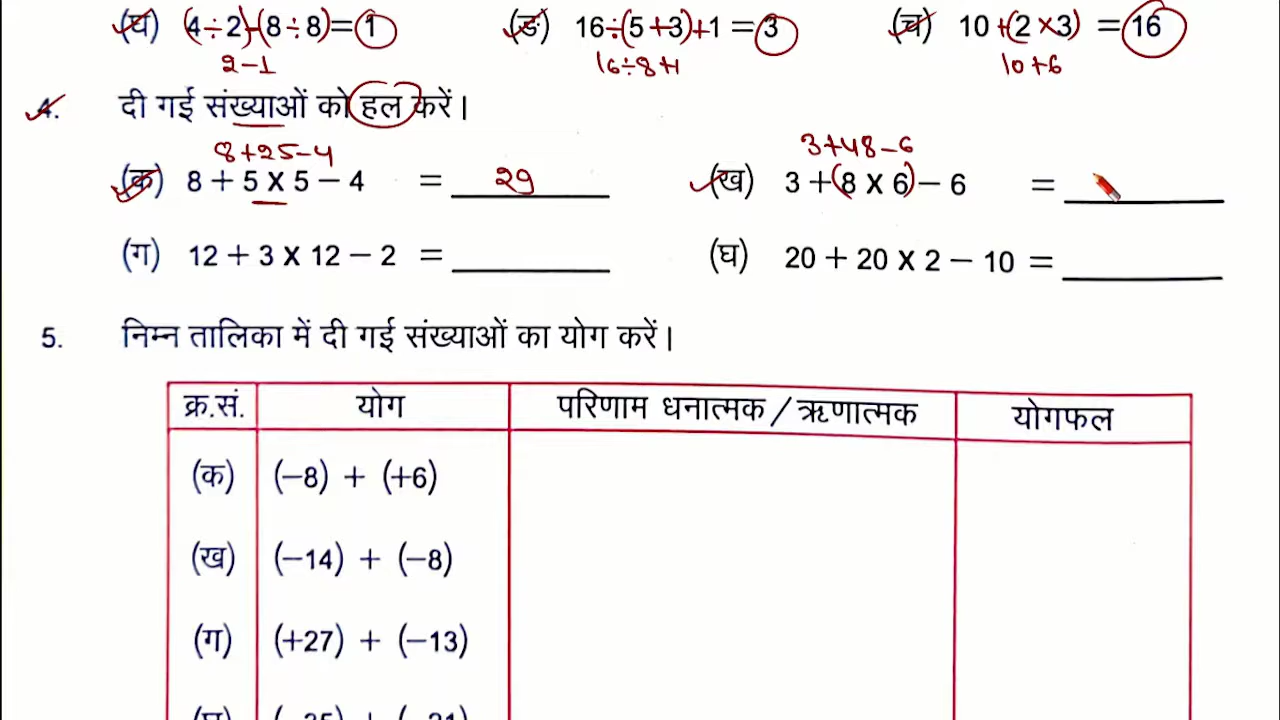 (घ) (4 ÷ 2)-(8 ÷ 8)= 1 (ङ) 16÷(5 +3)+1 = 3 (च) 10 +(2 ×3) = 16
2-1 16÷8+1 10+6
4. दी गई संख्याओं को हल करें।
8+25-4 3+48-6
(क) 8 + 5 x 5 – 4 = 29 (ख) 3 +(8 x 6)– 6 =
(ग) 12 + 3 x 12 – 2 = (घ) 20 + 20 x 2 – 10 =
5. निम्न तालिका में दी गई संख्याओं का योग करें।
क्र.सं. योग परिणाम धनात्मक / ऋणात्मक योगफल
(क) (–8) + (+6)
(ख) (–14) + (–8)
(ग) (+27) + (–13)